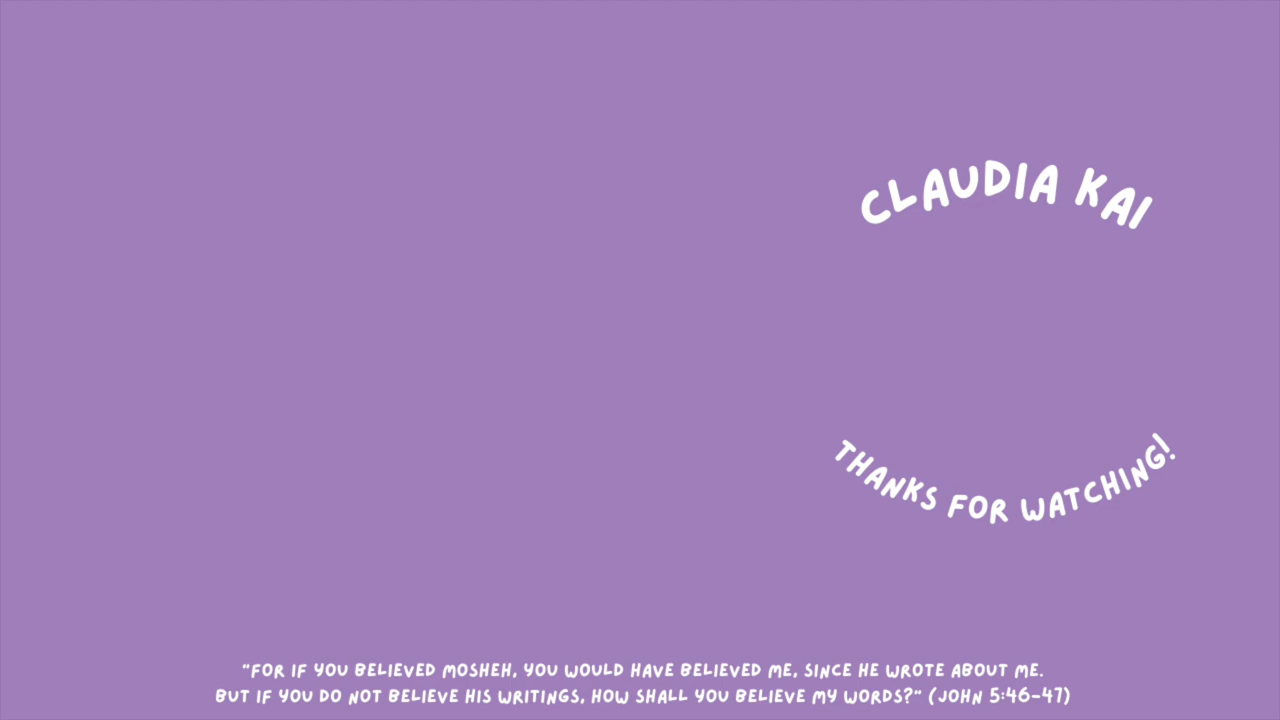 CLAUDIA KAI
THANKS FOR WATCHING!
"FOR IF YOU BELIEVED MOSHEH, YOU WOULD HAVE BELIEVED ME, SINCE HE WROTE ABOUT ME.
BUT IF YOU DO NOT BELIEVE HIS WRITINGS, HOW SHALL YOU BELIEVE MY WORDS?" (JOHN 5:46-47)